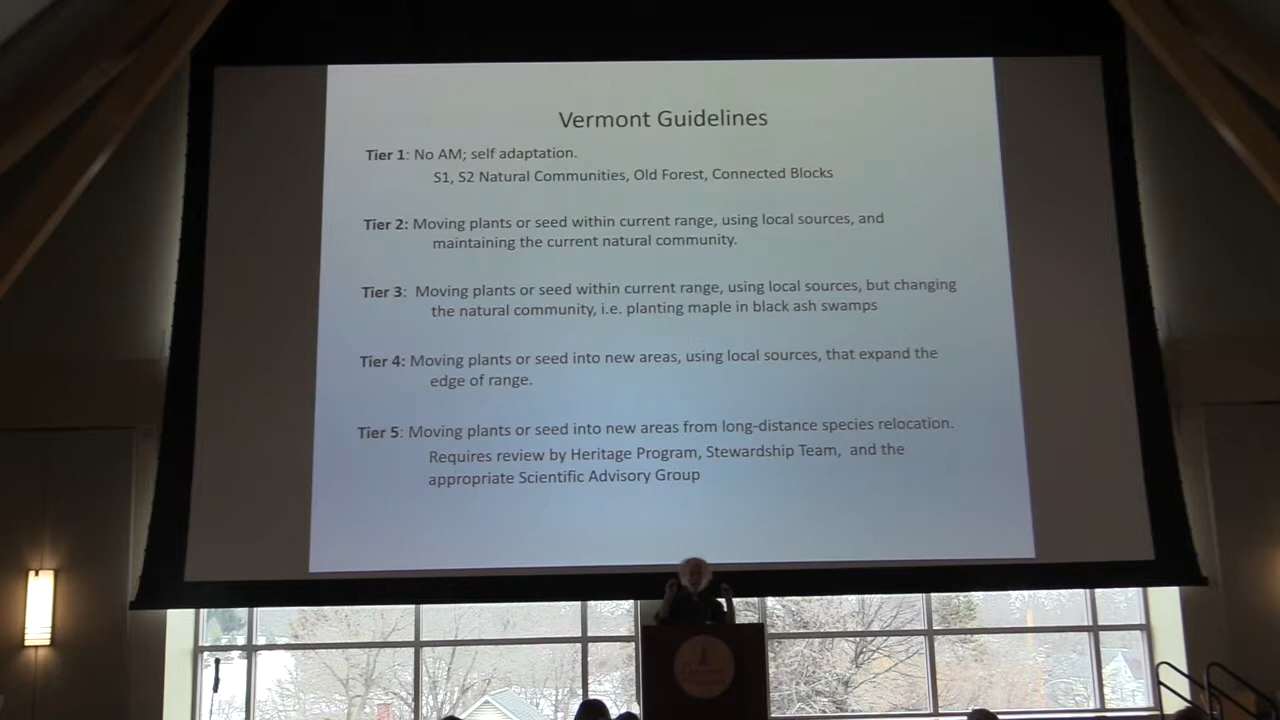 Vermont Guidelines
Tier 1: No AM; self adaptation.
S1, S2 Natural Communities, Old Forest, Connected Blocks
Tier 2: Moving plants or seed within current range, using local sources, and
maintaining the current natural community.
Tier 3: Moving plants or seed within current range, using local sources, but changing
the natural community, i.e. planting maple in black ash swamps
Tier 4: Moving plants or seed into new areas, using local sources, that expand the
edge of range.
Tier 5: Moving plants or seed into new areas from long-distance species relocation.
Requires review by Heritage Program, Stewardship Team, and the
appropriate Scientific Advisory Group